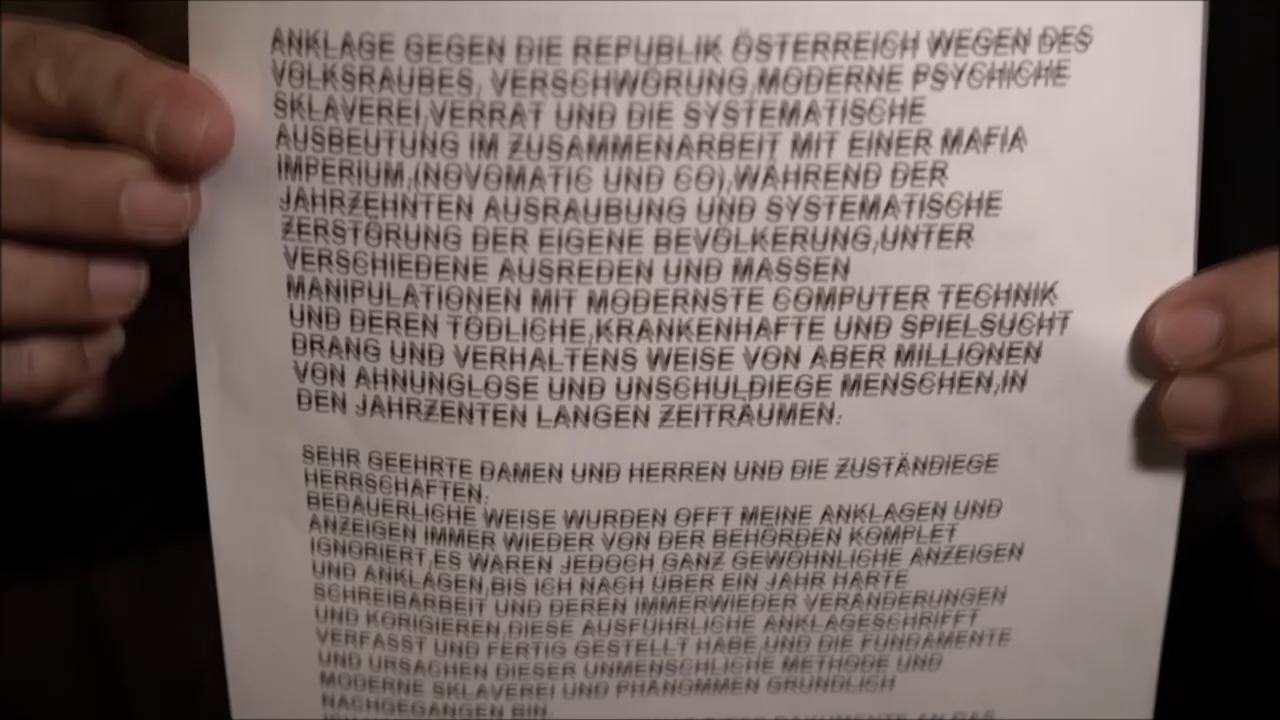 ANKLAGE GEGEN DIE REPUBLIK ÖSTERREICH WEGEN DES
VOLKSRAUBES, VERSCHWÖRUNG,MODERNE PSYCHICHE
SKLAVEREI,VERRAT UND DIE SYSTEMATISCHE
AUSBEUTUNG IM ZUSAMMENARBEIT MIT EINER MAFIA
IMPERIUM,(NOVOMATIC UND CO),WÄHREND DER
JAHRZEHNTEN AUSRAUBUNG UND SYSTEMATISCHE
ZERSTÖRUNG DER EIGENE BEVÖLKERUNG,UNTER
VERSCHIEDENE AUSREDEN UND MASSEN
MANIPULATIONEN MIT MODERNSTE COMPUTER TECHNIK
UND DEREN TÖDLICHE,KRANKENHAFTE UND SPIELSUCHT
DRANG UND VERHALTENS WEISE VON ABER MILLIONEN
VON AHNUNGLOSE UND UNSCHULDIEGE MENSCHEN,IN
DEN JAHRZENTEN LANGEN ZEITRÄUMEN.
SEHR GEEHRTE DAMEN UND HERREN UND DIE ZUSTÄNDIEGE
HERRSCHAFTEN.
BEDAUERLICHE WEISE WURDEN OFFT MEINE ANKLAGEN UND
ANZEIGEN IMMER WIEDER VON DER BEHÖRDEN KOMPLET
IGNORIERT,ES WAREN JEDOCH GANZ GEWÖHNLICHE ANZEIGEN
UND ANKLAGEN,BIS ICH NACH ÜBER EIN JAHR HARTE
SCHREIBARBEIT UND DEREN IMMERWIEDER VERÄNDERUNGEN
UND KORIGIEREN,DIESE AUSFÜHRLICHE ANKLAGESCHRIFFT
VERFASST UND FERTIG GESTELLT HABE,UND DIE FUNDAMENTE
UND URSACHEN DIESER UNMENSCHLICHE METHODE UND
MODERNE SKLAVEREI UND PHÄNOMMEN GRÜNDLICH
NACHGEGANGEN BIN.